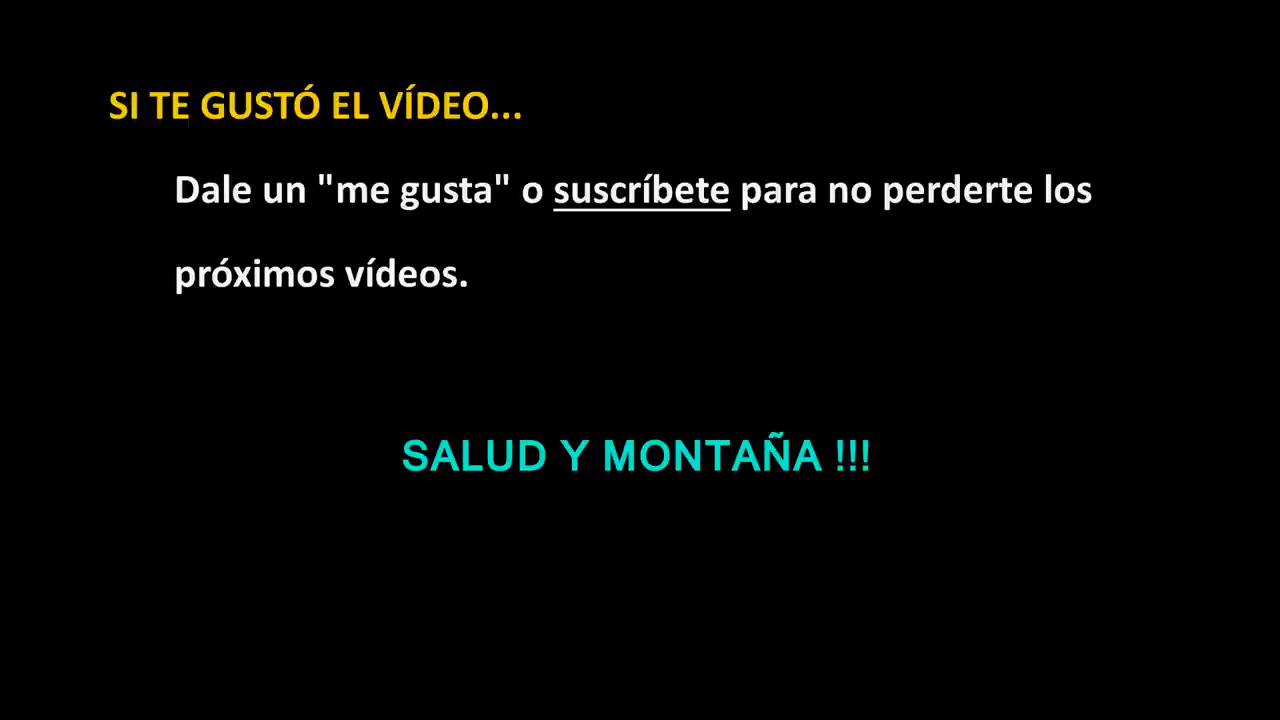 SI TE GUSTÓ EL VÍDEO...
Dale un "me gusta" o suscríbete para no perderte los
próximos vídeos.
SALUD Y MONTAÑA !!!